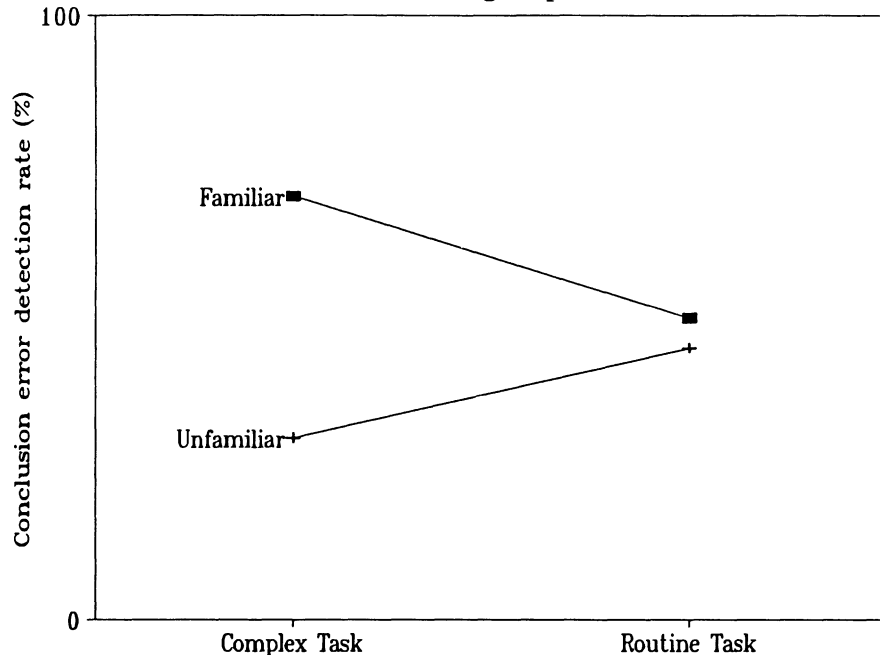 100
Conclusion error detection rate (%)
Familiar
Unfamiliar
0
Complex Task
Routine Task